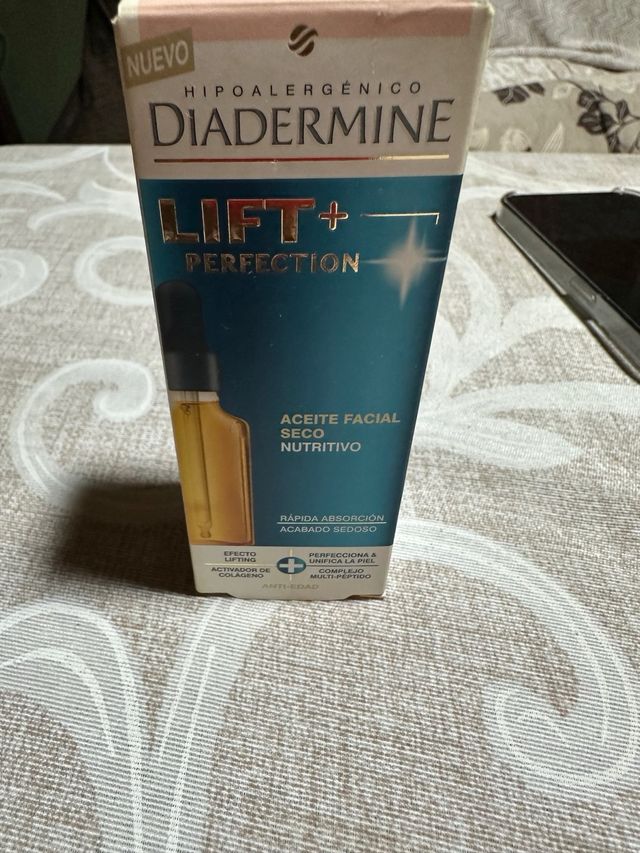 NUEVO
HIPOALERGÉNICO
DIADERMINE
LIFT+
PERFECTION
ACEITE FACIAL
SECO
NUTRITIVO
RÁPIDA ABSORCIÓN
ACABADO SEDOSO
EFECTO
LIFTING
ACTIVADOR DE
COLÁGENO
PERFECCIONA &
UNIFICA LA PIEL
COMPLEJO
MULTI-PÉPTIDO
ANTI-EDAD